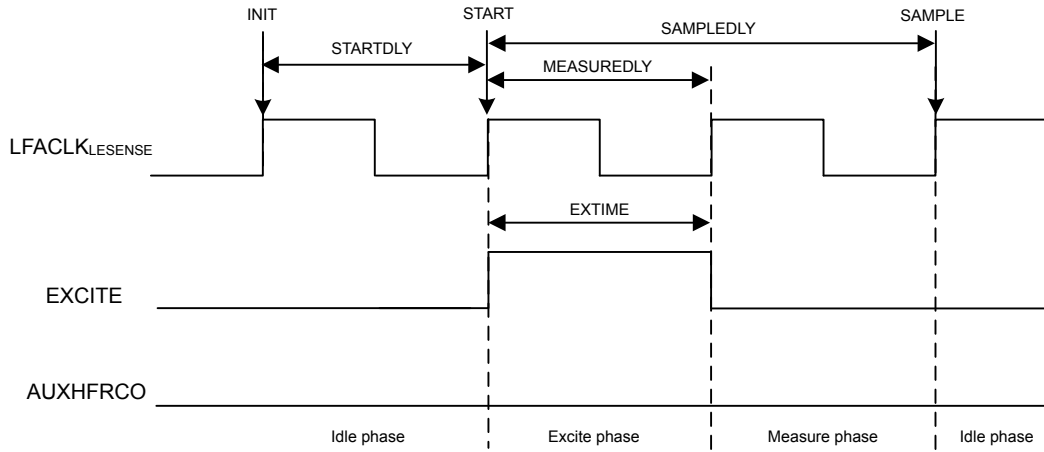 INIT
START
SAMPLE
STARTDLY
SAMPLEDLY
MEASUREDLY
LFACLKLESENSE
EXTIME
EXCITE
AUXHFRCO
Idle phase
Excite phase
Measure phase
Idle phase